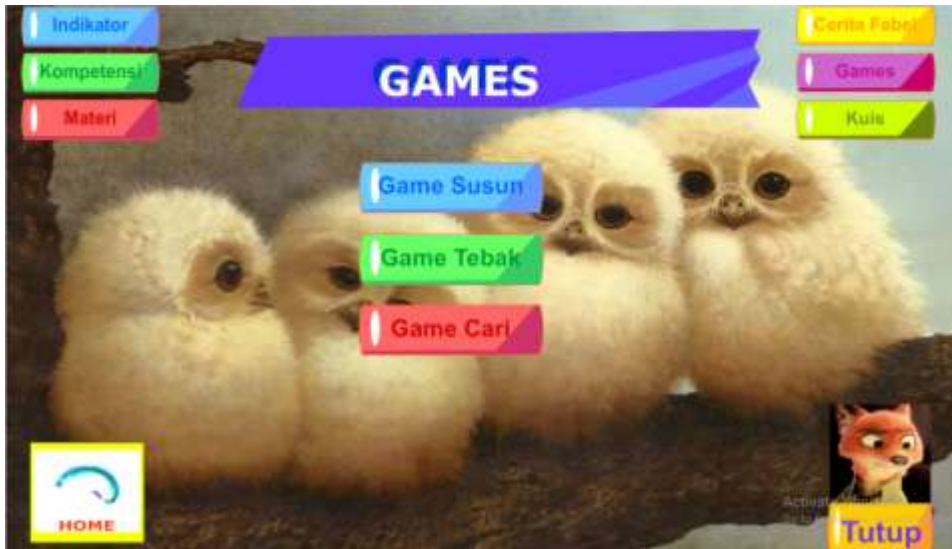 Indikator
Kompetensi
Materi
GAMES
Cerita Fabel
Games
Kuis
Game Susun
Game Tebak
Game Cari
HOME
Tutup